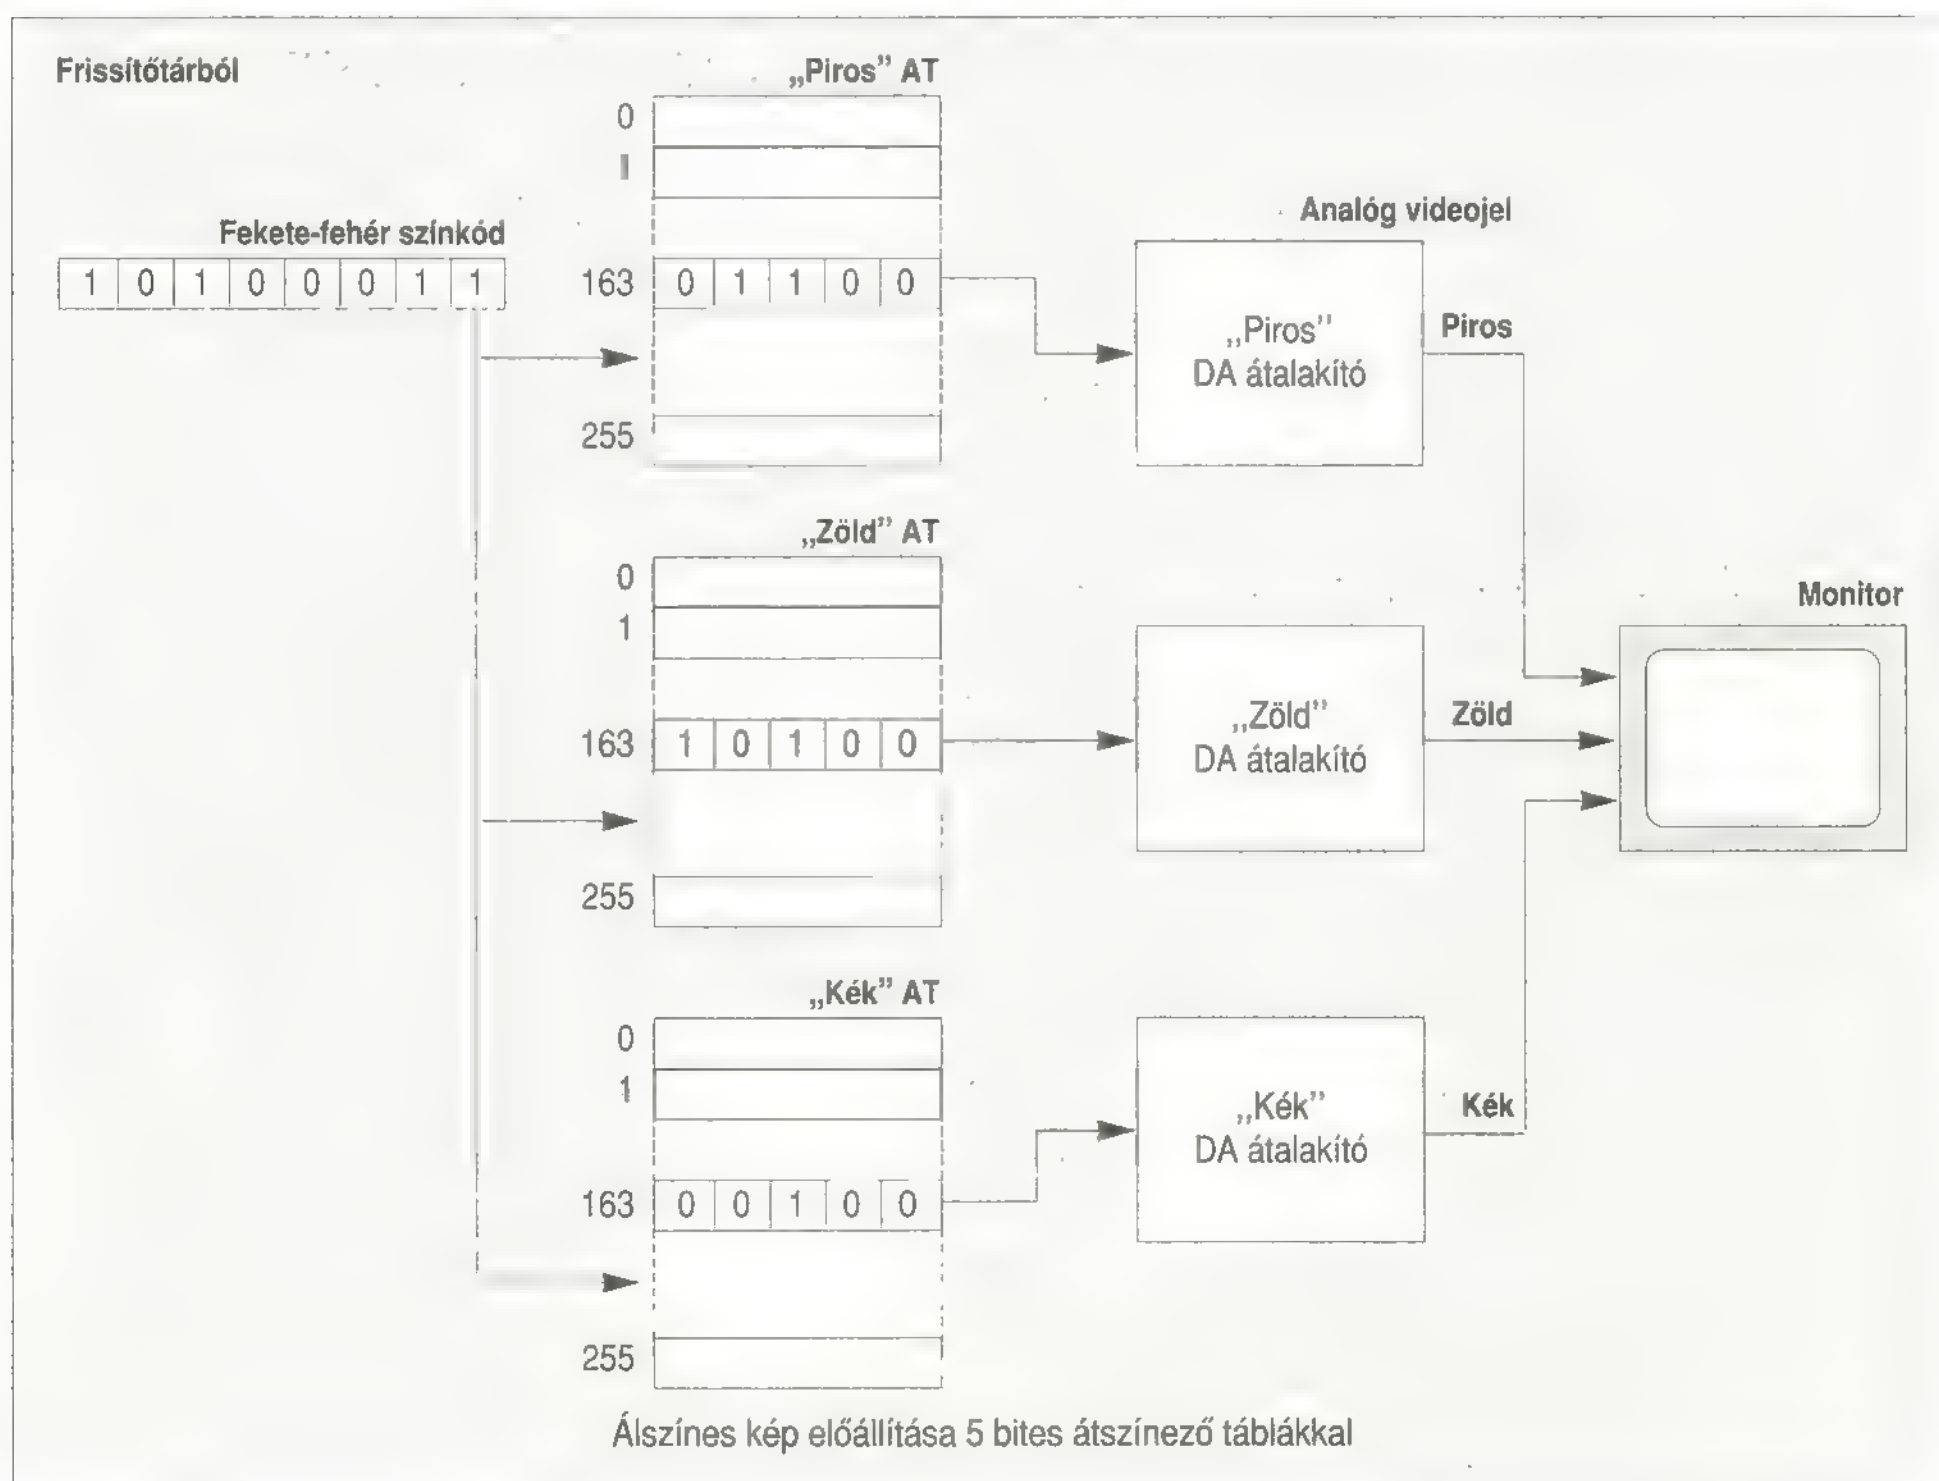 Frissítőtárból
„Piros” AT
0
1
Fekete-fehér színkód
1 0 1 0 0 0 1 1
163 0 1 1 0 0
255
Analóg videojel
„Piros”
DA átalakító
Piros
„Zöld” AT
0
1
163 1 0 1 0 0
255
„Zöld”
DA átalakító
Zöld
Monitor
„Kék” AT
0
1
163 0 0 1 0 0
255
„Kék”
DA átalakító
Kék
Álszínes kép előállítása 5 bites átszínező táblákkal